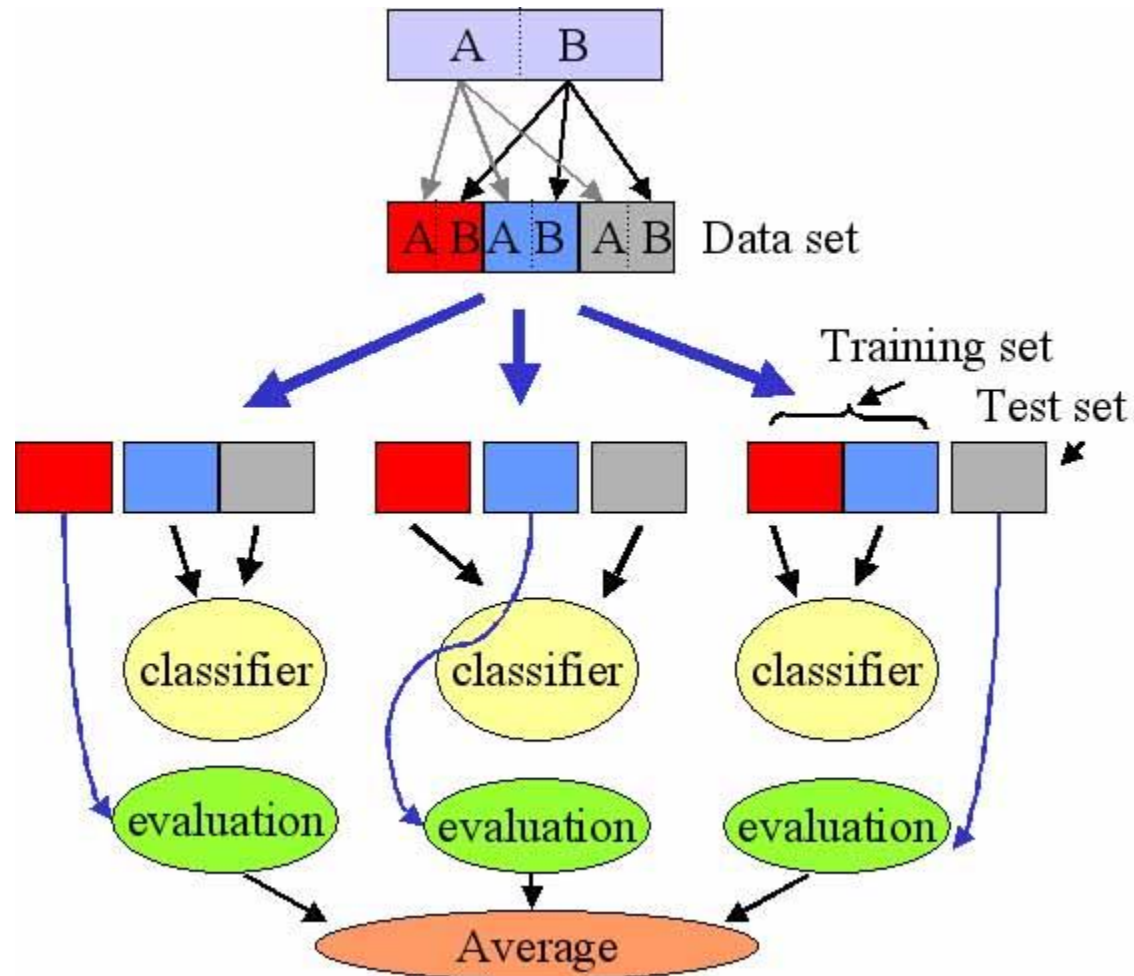 A B
A B A B A B Data set
Training set
Test set
classifier classifier classifier
evaluation evaluation evaluation
Average